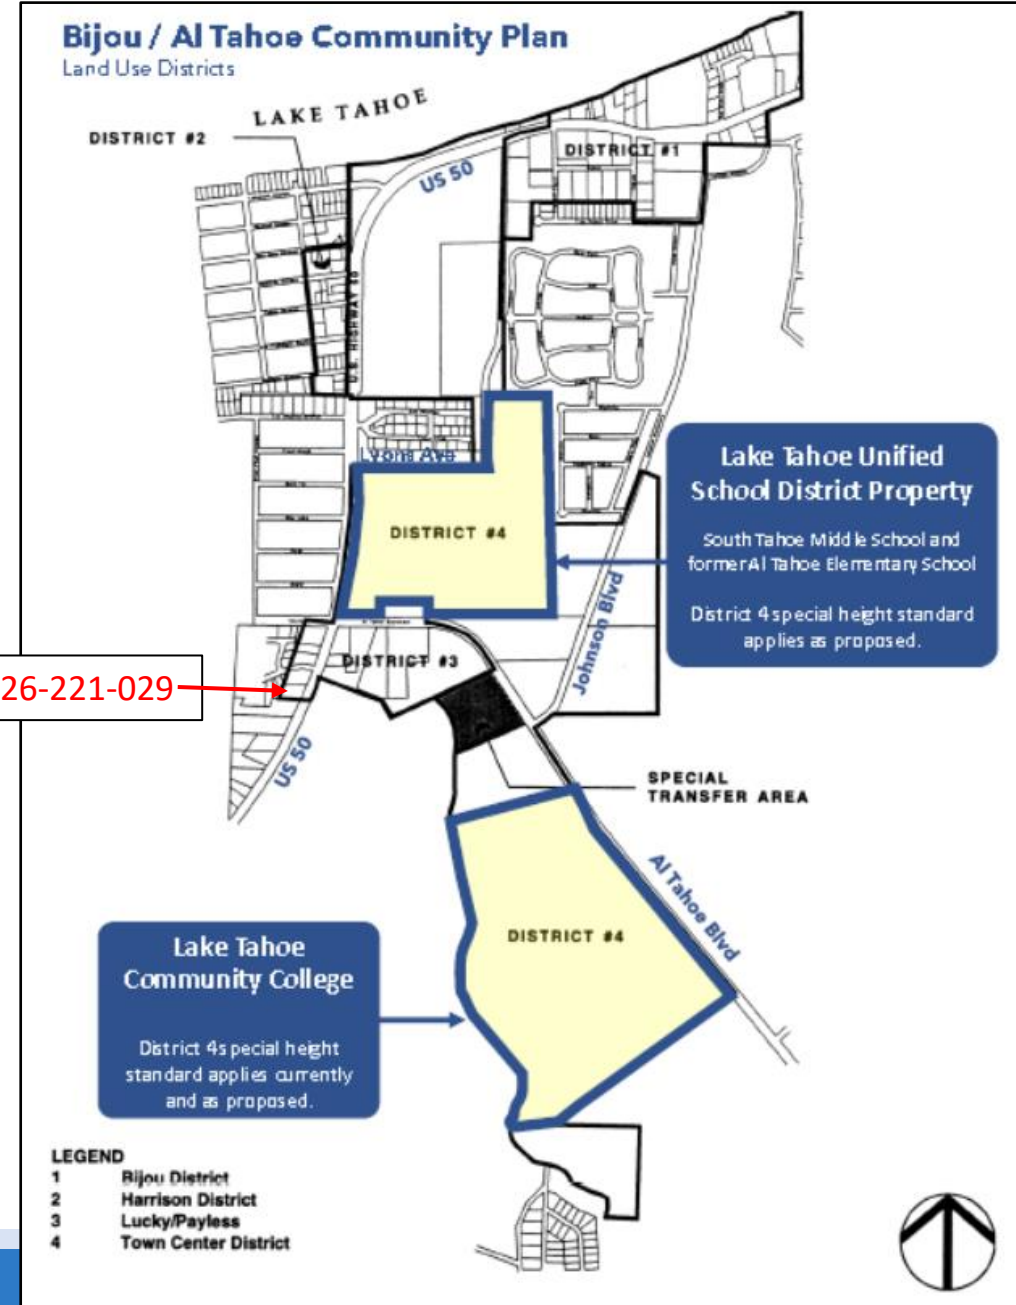 Bijou / Al Tahoe Community Plan
Land Use Districts
LAKE TAHOE
DISTRICT #2
DISTRICT #1
US 50
U.S. HIGHWAY 50
Lyons Ave
DISTRICT #4
Lake Tahoe Unified
School District Property
South Tahoe Middle School and
former Al Tahoe Elementary School
District 4 special height standard
applies as proposed.
Johnson Blvd
DISTRICT #3
26-221-029
US 50
SPECIAL
TRANSFER AREA
Al Tahoe Blvd
DISTRICT #4
Lake Tahoe
Community College
District 4 special height
standard applies currently
and as proposed.
LEGEND
1 Bijou District
2 Harrison District
3 Lucky/Payless
4 Town Center District